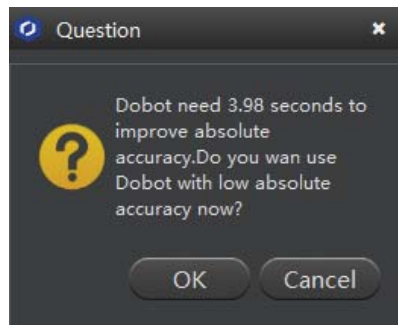 Question
Dobot need 3.98 seconds to
improve absolute
accuracy.Do you wan use
Dobot with low absolute
accuracy now?
OK Cancel